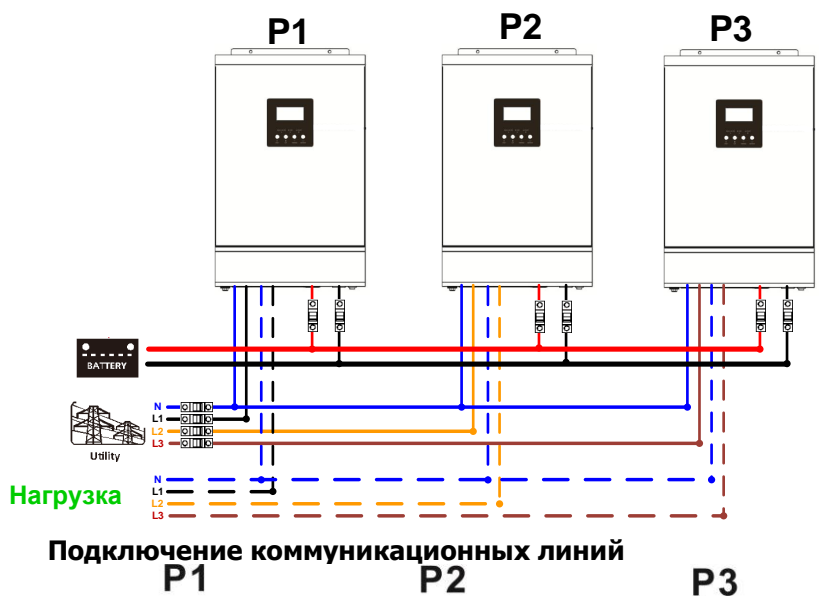 P1 P2 P3
BATTERY
N
L1
L2
L3
Utility
N
L1
L2
L3
Нагрузка
Подключение коммуникационных линий
P1 P2 P3